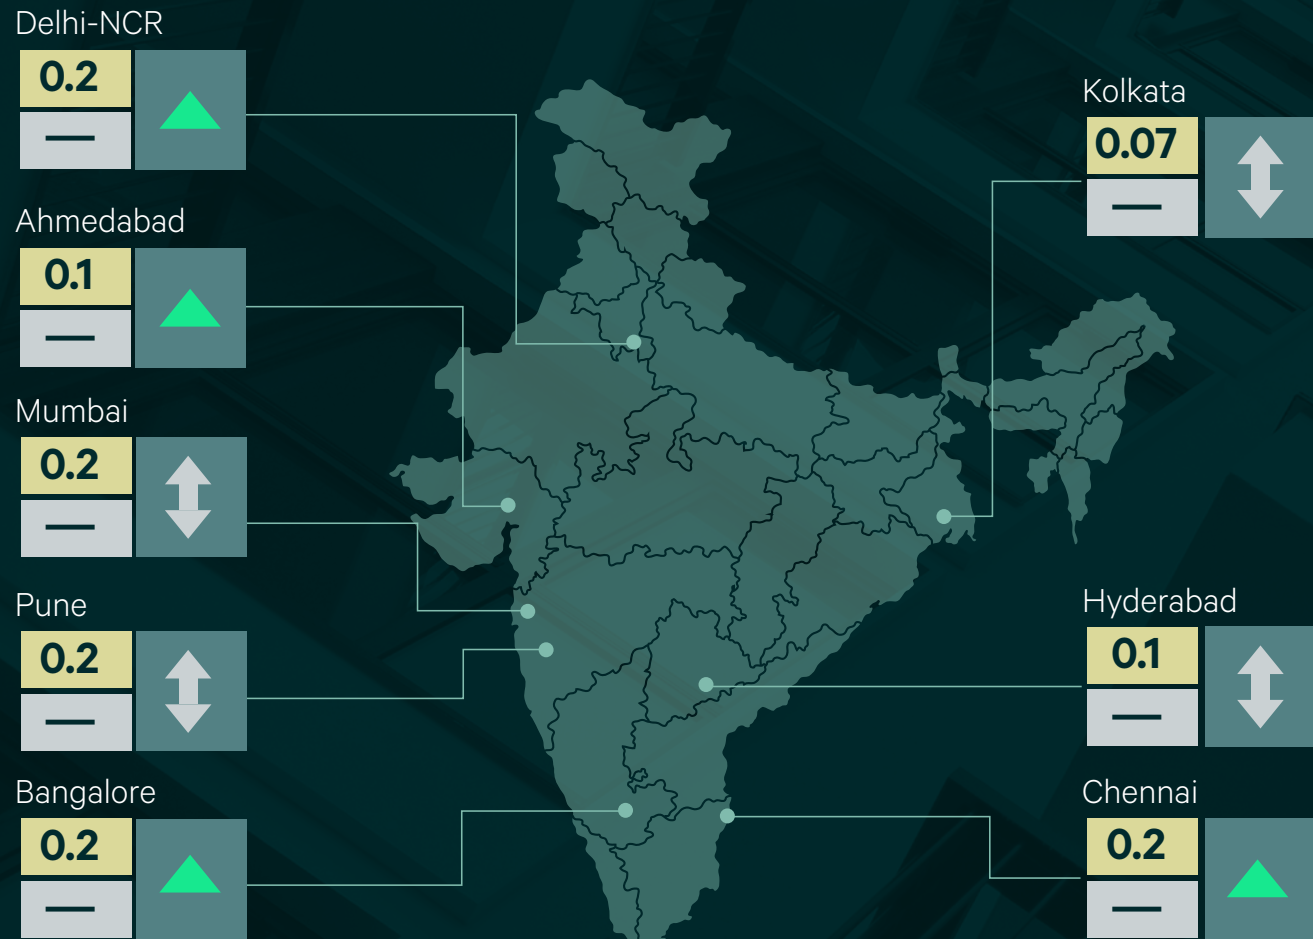 Delhi-NCR
0.2
—
Ahmedabad
0.1
—
Mumbai
0.2
—
Pune
0.2
—
Bangalore
0.2
—
Kolkata
0.07
—
Hyderabad
0.1
—
Chennai
0.2
—